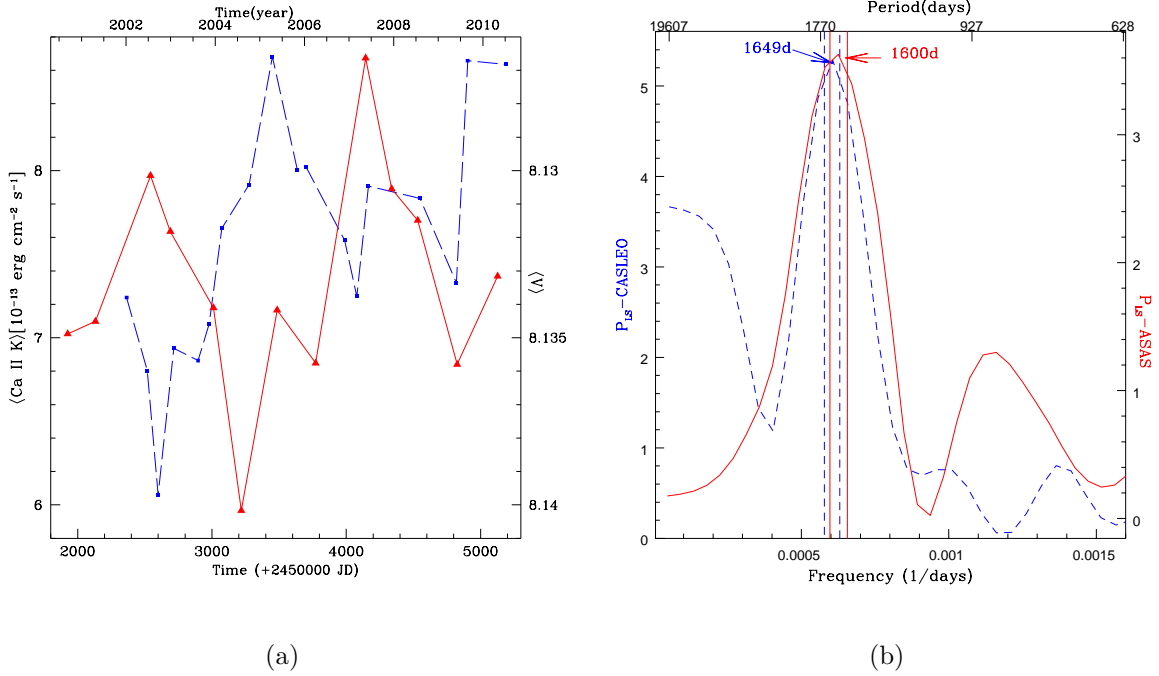 Time(year)
2002 2004 2006 2008 2010
8
7
6
8.13
8.135
8.14
⟨Ca II K⟩[10⁻¹³ erg cm⁻² s⁻¹]
⟨V⟩
2000 3000 4000 5000
Time (+2450000 JD)
(a)
Period(days)
19607 1770 927 628
1649d
1600d
5
4
3
2
1
0
3
2
1
0
P_LS-CASLEO
P_LS-ASAS
0.0005 0.001 0.0015
Frequency (1/days)
(b)